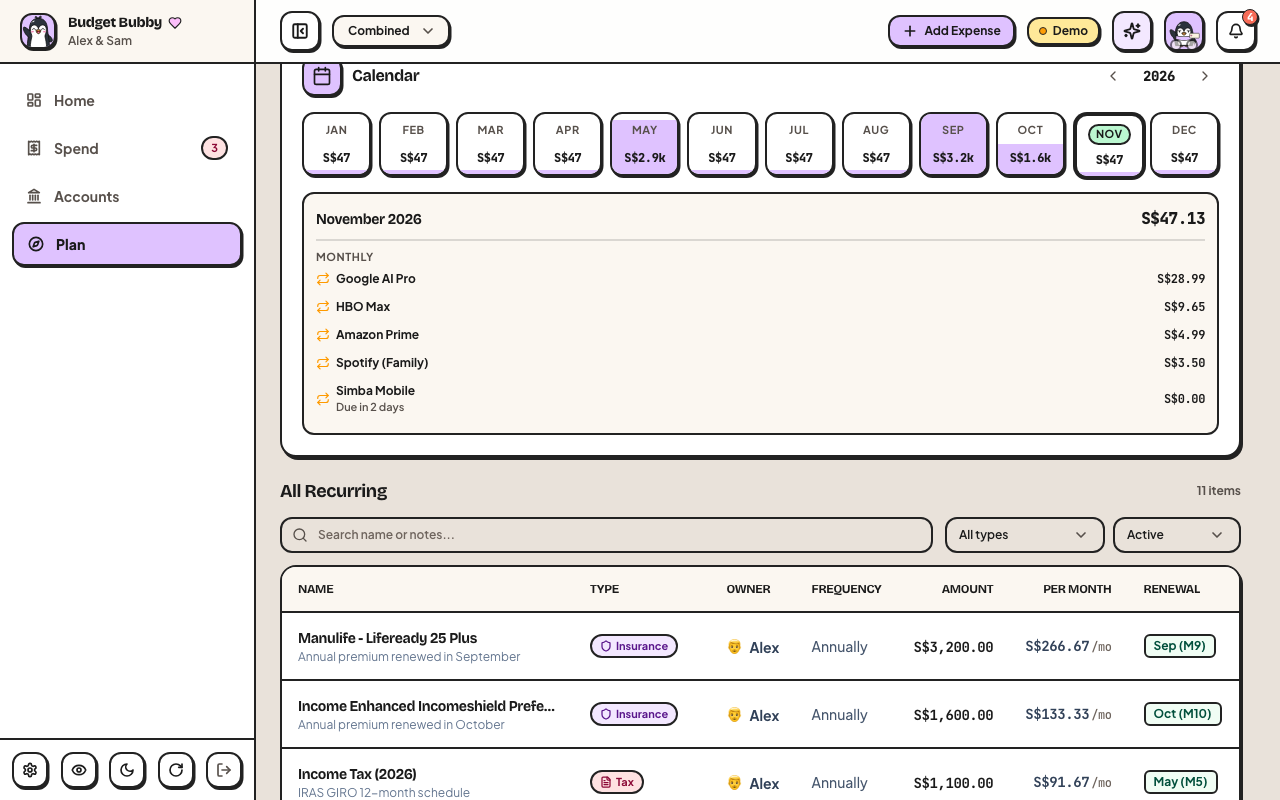 Budget Bubby
Alex & Sam
Combined
Add Expense
Demo
4
Home
Spend
3
Accounts
Plan
Calendar
2026
JAN FEB MAR APR MAY JUN JUL AUG SEP OCT NOV DEC
S$47 S$47 S$47 S$47 S$2.9k S$47 S$47 S$47 S$3.2k S$1.6k S$47 S$47
November 2026 S$47.13
MONTHLY
Google AI Pro S$28.99
HBO Max S$9.65
Amazon Prime S$4.99
Spotify (Family) S$3.50
Simba Mobile S$0.00
Due in 2 days
All Recurring 11 items
Search name or notes... All types Active
NAME TYPE OWNER FREQUENCY AMOUNT PER MONTH RENEWAL
Manulife - Lifeready 25 Plus Insurance Alex Annually S$3,200.00 S$266.67/mo Sep (M9)
Annual premium renewed in September
Income Enhanced Incomeshield Prefe... Insurance Alex Annually S$1,600.00 S$133.33/mo Oct (M10)
Annual premium renewed in October
Income Tax (2026) Tax Alex Annually S$1,100.00 S$91.67/mo May (M5)
IRAS GIRO 12-month schedule